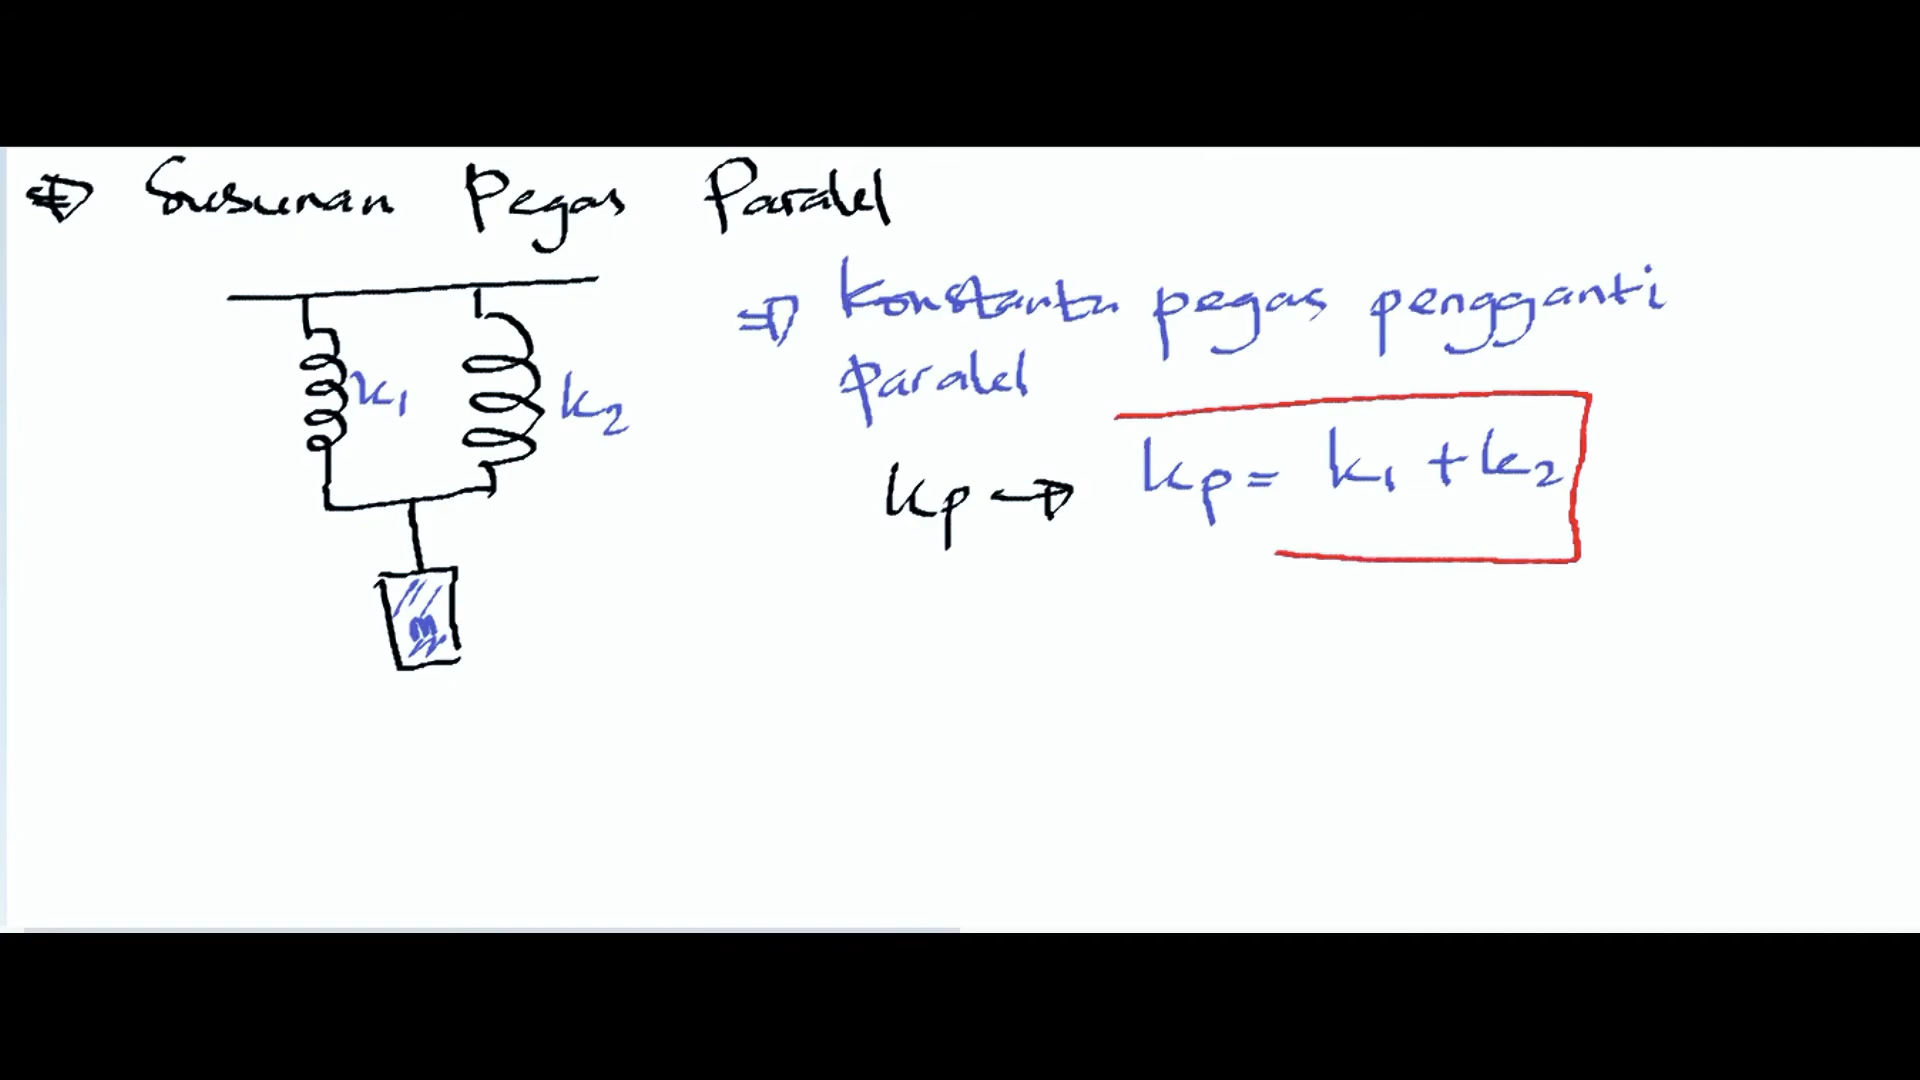 ⇒ Susunan Pegas Paralel
k₁
k₂
m
⇒ Konstanta pegas pengganti
paralel
kp → kp = k₁ + k₂